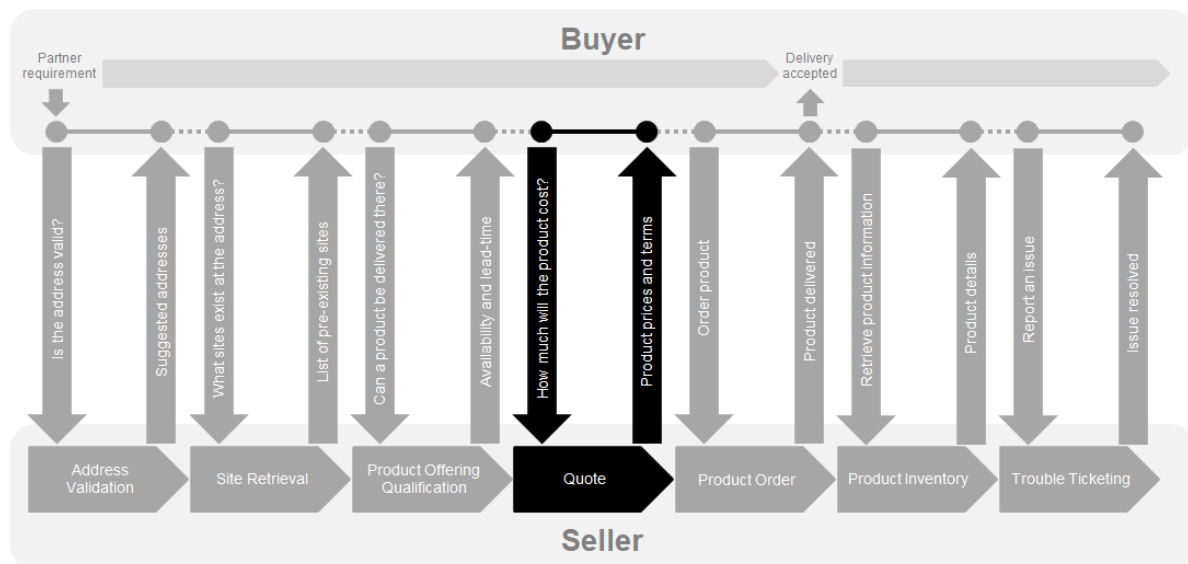 Buyer
Partner
requirement
Delivery
accepted
Is the address valid?
Suggested addresses
What sites exist at the address?
List of pre-existing sites
Can a product be delivered there?
Availability and lead-time
How much will the product cost?
Product prices and terms
Order product
Product delivered
Retrieve product information
Product details
Report an issue
Issue resolved
Address
Validation
Site Retrieval
Product Offering
Qualification
Quote
Product Order
Product Inventory
Trouble Ticketing
Seller